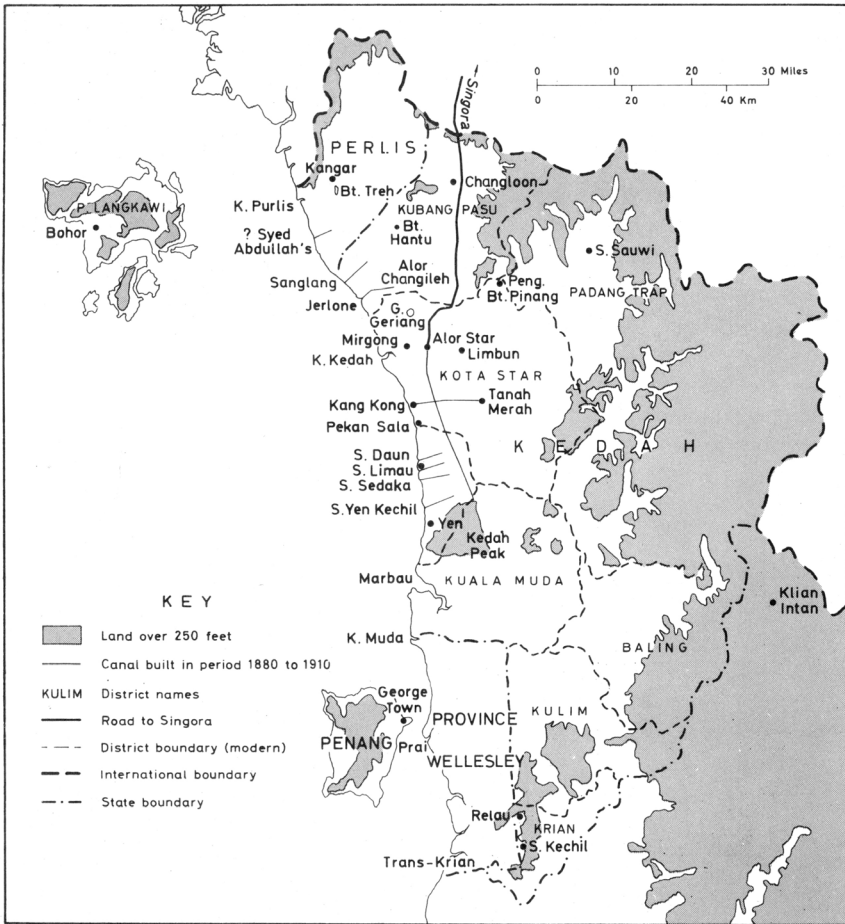 0 10 20 30 Miles
0 20 40 Km
Singora
PERLIS
Kangar
Bt. Treh
Changloon
P. LANGKAWI
Bohor
K. Purlis
KUBANG PASU
Bt.
Hantu
? Syed
Abdullah's
S. Sauwi
Alor
Changileh
Sanglang
Peng.
Bt. Pinang
PADANG TRAP
Jerlone
G.
Geriang
Mirgong
Alor Star
Limbun
K. Kedah
KOTA STAR
Kang Kong
Tanah
Merah
Pekan Sala
KEDAH
S. Daun
S. Limau
S. Sedaka
S. Yen Kechil
Yen
Kedah
Peak
Marbau
KUALA MUDA
Klian
Intan
K. Muda
BALING
George
Town
PROVINCE
WELLESLEY
KULIM
PENANG
Prai
Relau
KRIAN
S. Kechil
Trans-Krian
KEY
Land over 250 feet
Canal built in period 1880 to 1910
KULIM District names
Road to Singora
District boundary (modern)
International boundary
State boundary